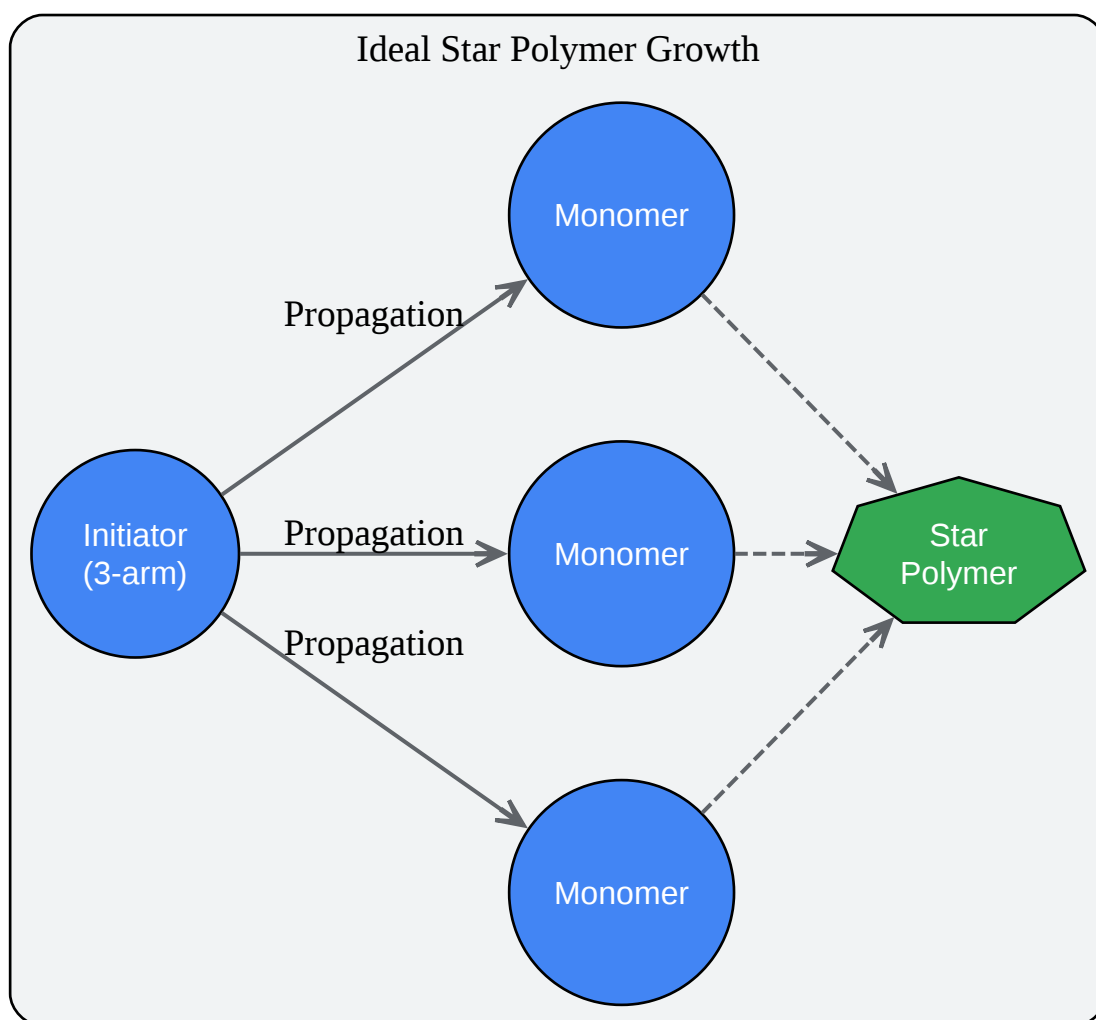 Ideal Star Polymer Growth
Monomer
Propagation
Initiator
(3-arm)
Propagation
Monomer
Star
Polymer
Propagation
Monomer